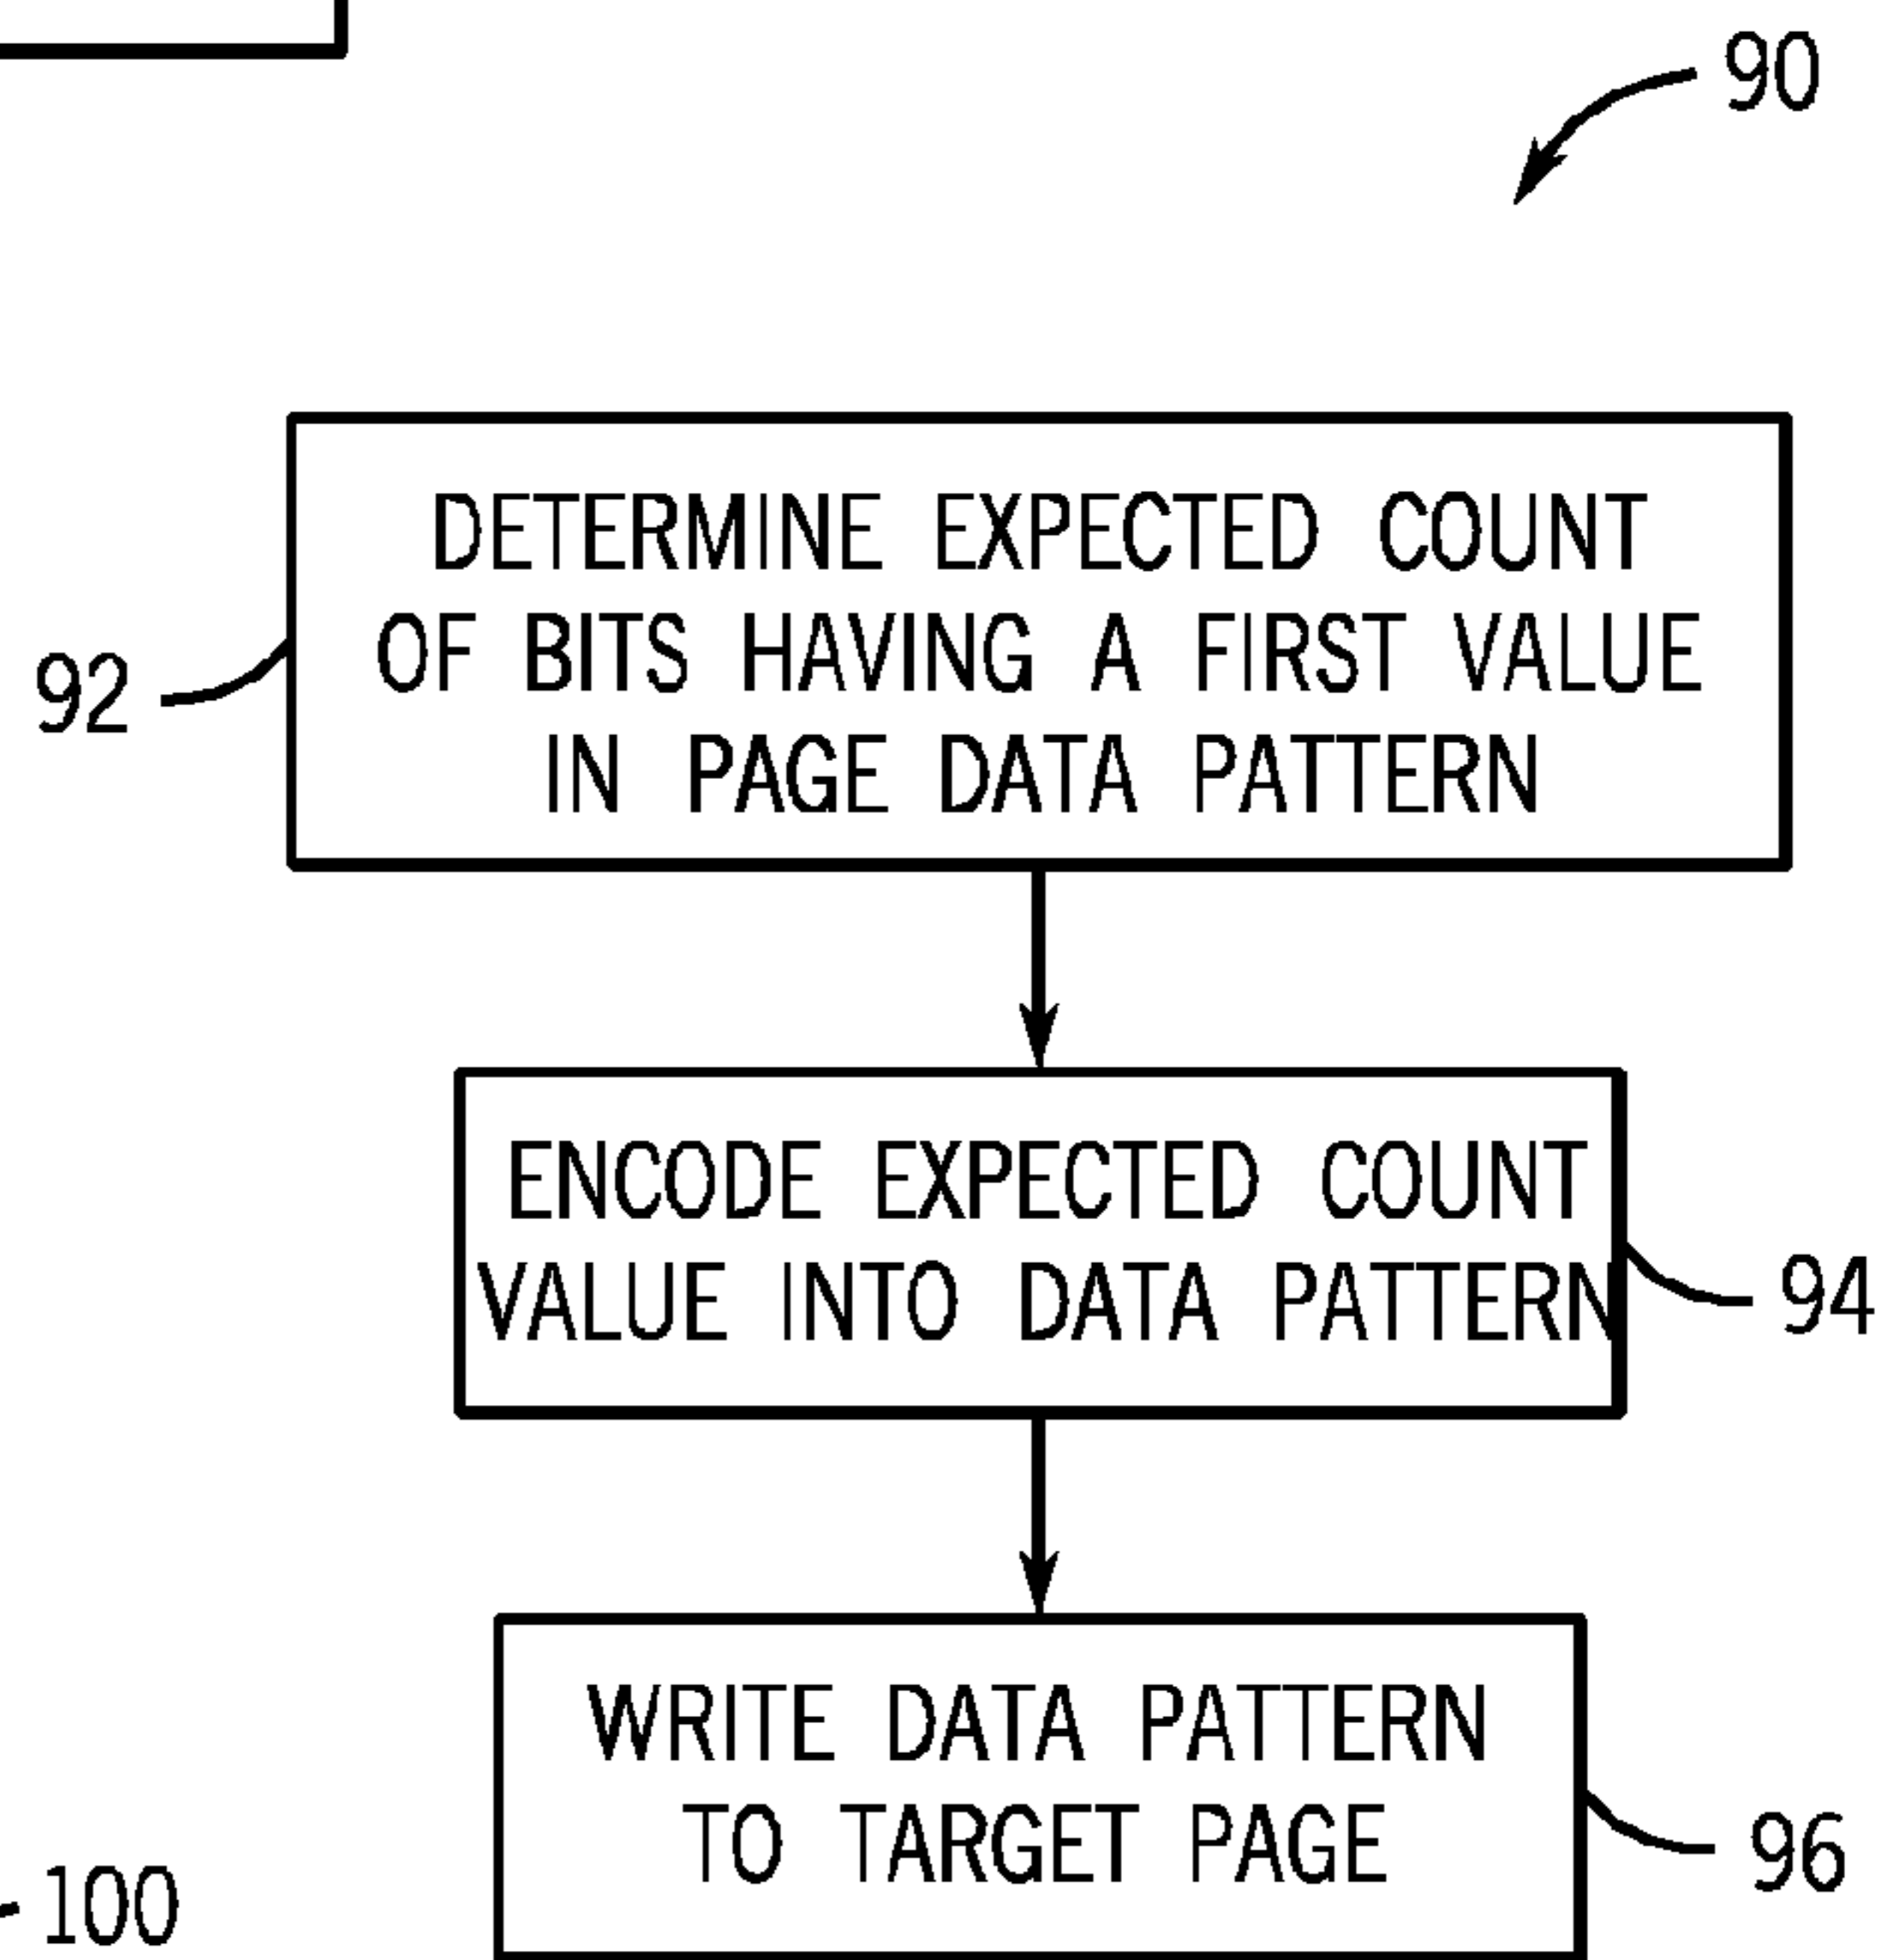 90
DETERMINE EXPECTED COUNT
OF BITS HAVING A FIRST VALUE
IN PAGE DATA PATTERN
92
ENCODE EXPECTED COUNT
VALUE INTO DATA PATTERN
94
WRITE DATA PATTERN
TO TARGET PAGE
96
100